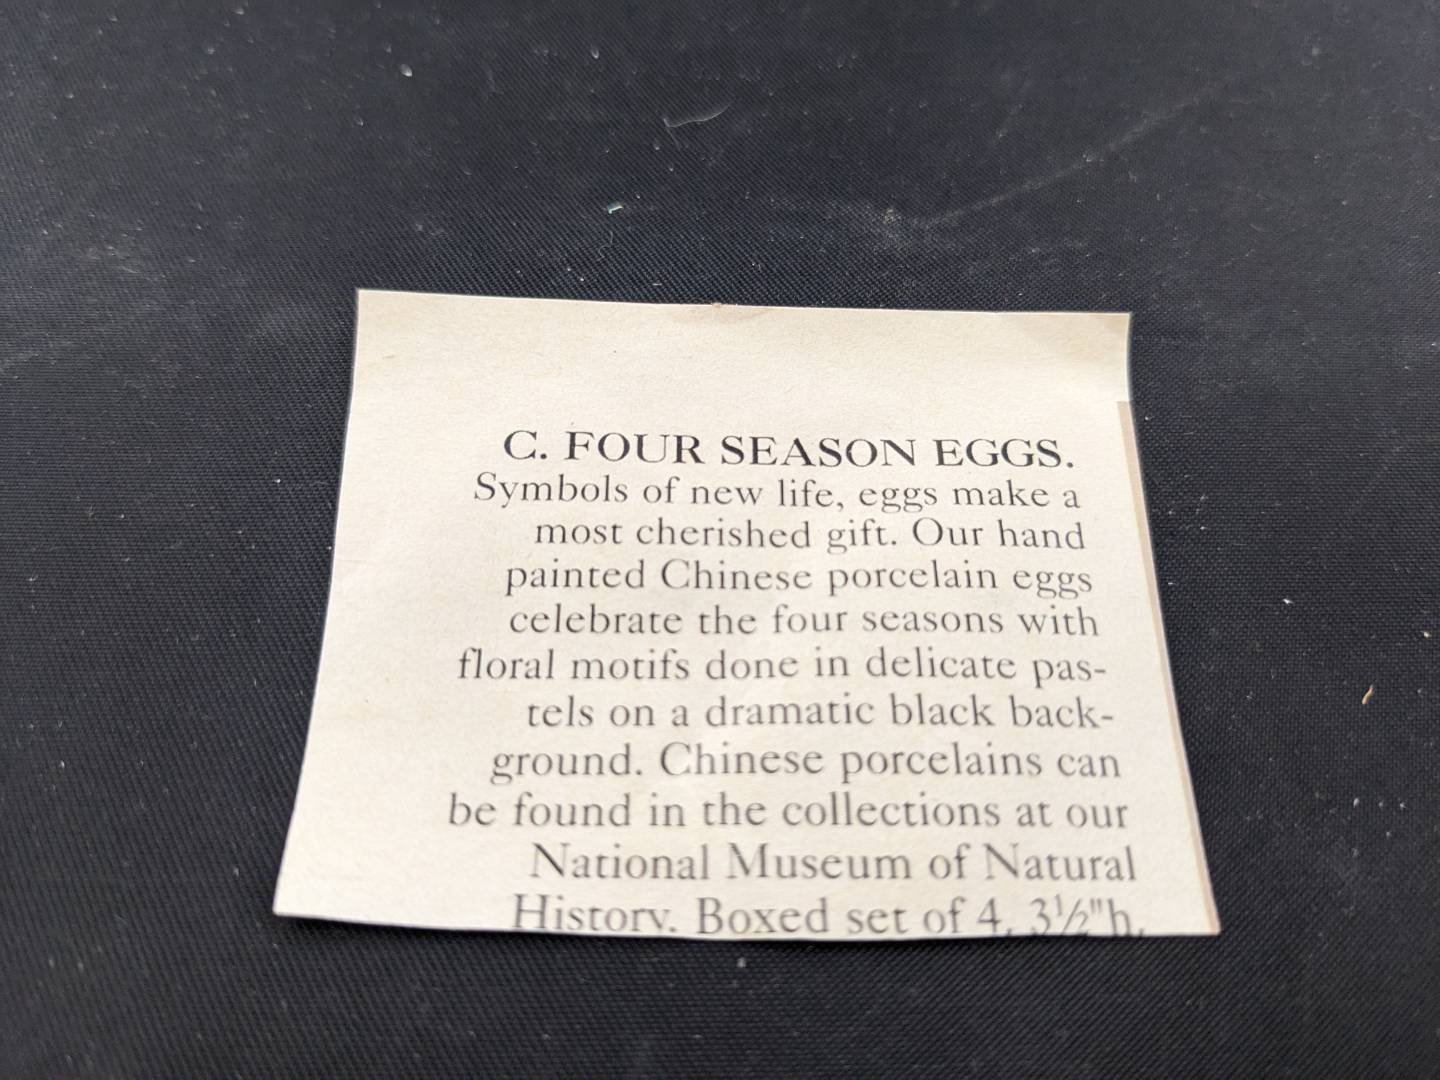 C. FOUR SEASON EGGS.
Symbols of new life, eggs make a
most cherished gift. Our hand
painted Chinese porcelain eggs
celebrate the four seasons with
floral motifs done in delicate pas-
tels on a dramatic black back-
ground. Chinese porcelains can
be found in the collections at our
National Museum of Natural
History. Boxed set of 4, 3½"h.